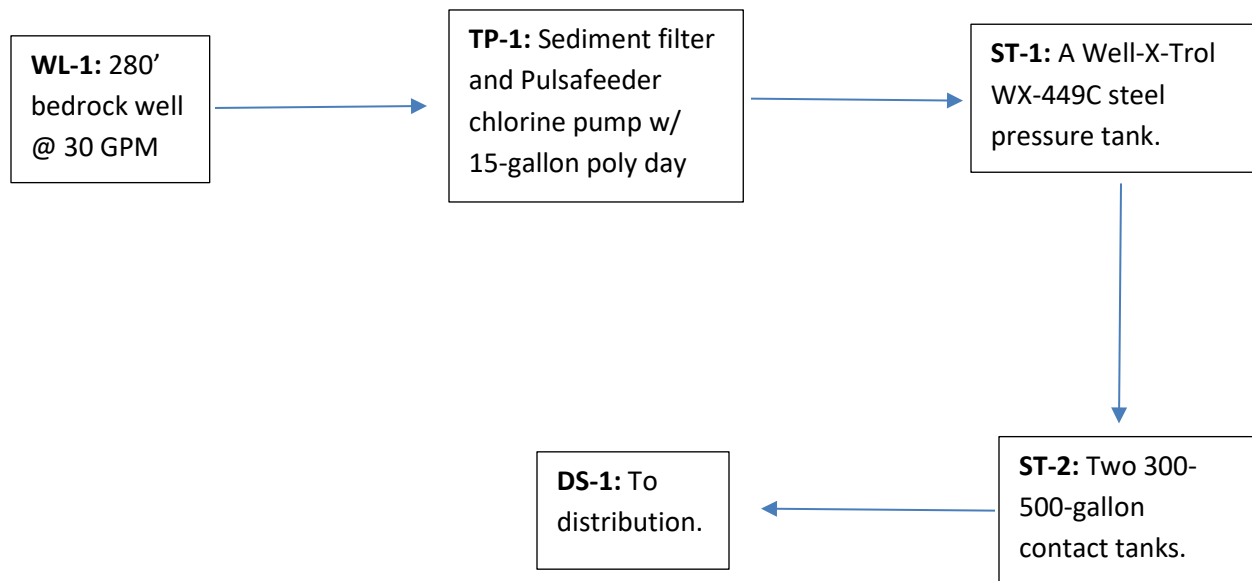 WL-1: 280’
bedrock well
@ 30 GPM
TP-1: Sediment filter
and Pulsafeeder
chlorine pump w/
15-gallon poly day
ST-1: A Well-X-Trol
WX-449C steel
pressure tank.
ST-2: Two 300-
500-gallon
contact tanks.
DS-1: To
distribution.